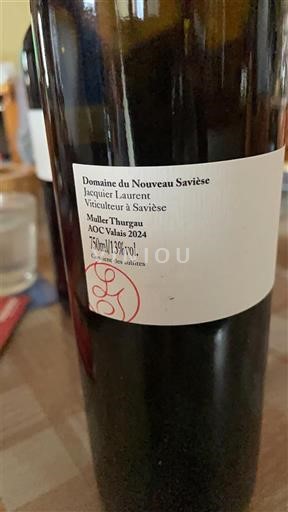 Domaine du Nouveau Savièse
Jacquier Laurent
Viticulteur à Savièse
Muller Thurgau
AOC Valais 2024
750ml/13%vol.
Contient des sulfites